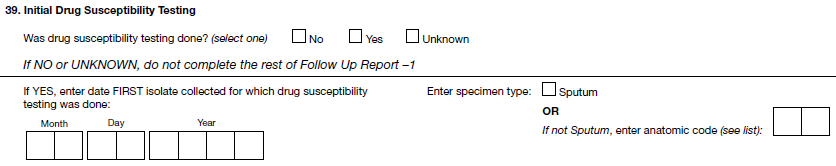 39. Initial Drug Susceptibility Testing
Was drug susceptibility testing done? (select one) No Yes Unknown
If NO or UNKNOWN, do not complete the rest of Follow Up Report –1
If YES, enter date FIRST isolate collected for which drug susceptibility
testing was done:
Enter specimen type: Sputum
OR
If not Sputum, enter anatomic code (see list):
Month Day Year